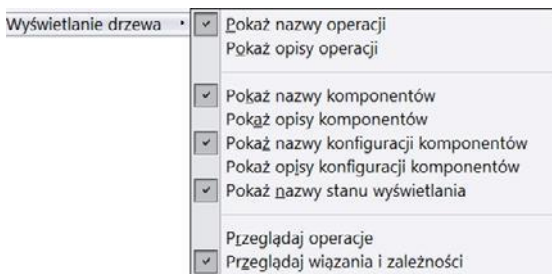 Wyświetlanie drzewa
Pokaż nazwy operacji
Pokaż opisy operacji
Pokaż nazwy komponentów
Pokaż opisy komponentów
Pokaż nazwy konfiguracji komponentów
Pokaż opisy konfiguracji komponentów
Pokaż nazwy stanu wyświetlania
Przeglądaj operacje
Przeglądaj wiązania i zależności